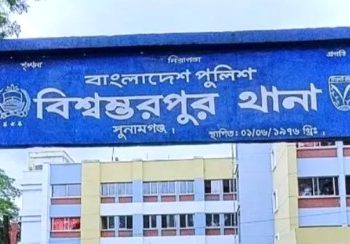 শৃঙ্খলা নিরাপত্তা প্রগতি
বাংলাদেশ পুলিশ
বিশ্বম্ভরপুর থানা
সুনামগঞ্জ।
স্থাপিত: ০১/০৬/১৯৭৬ খ্রিঃ।